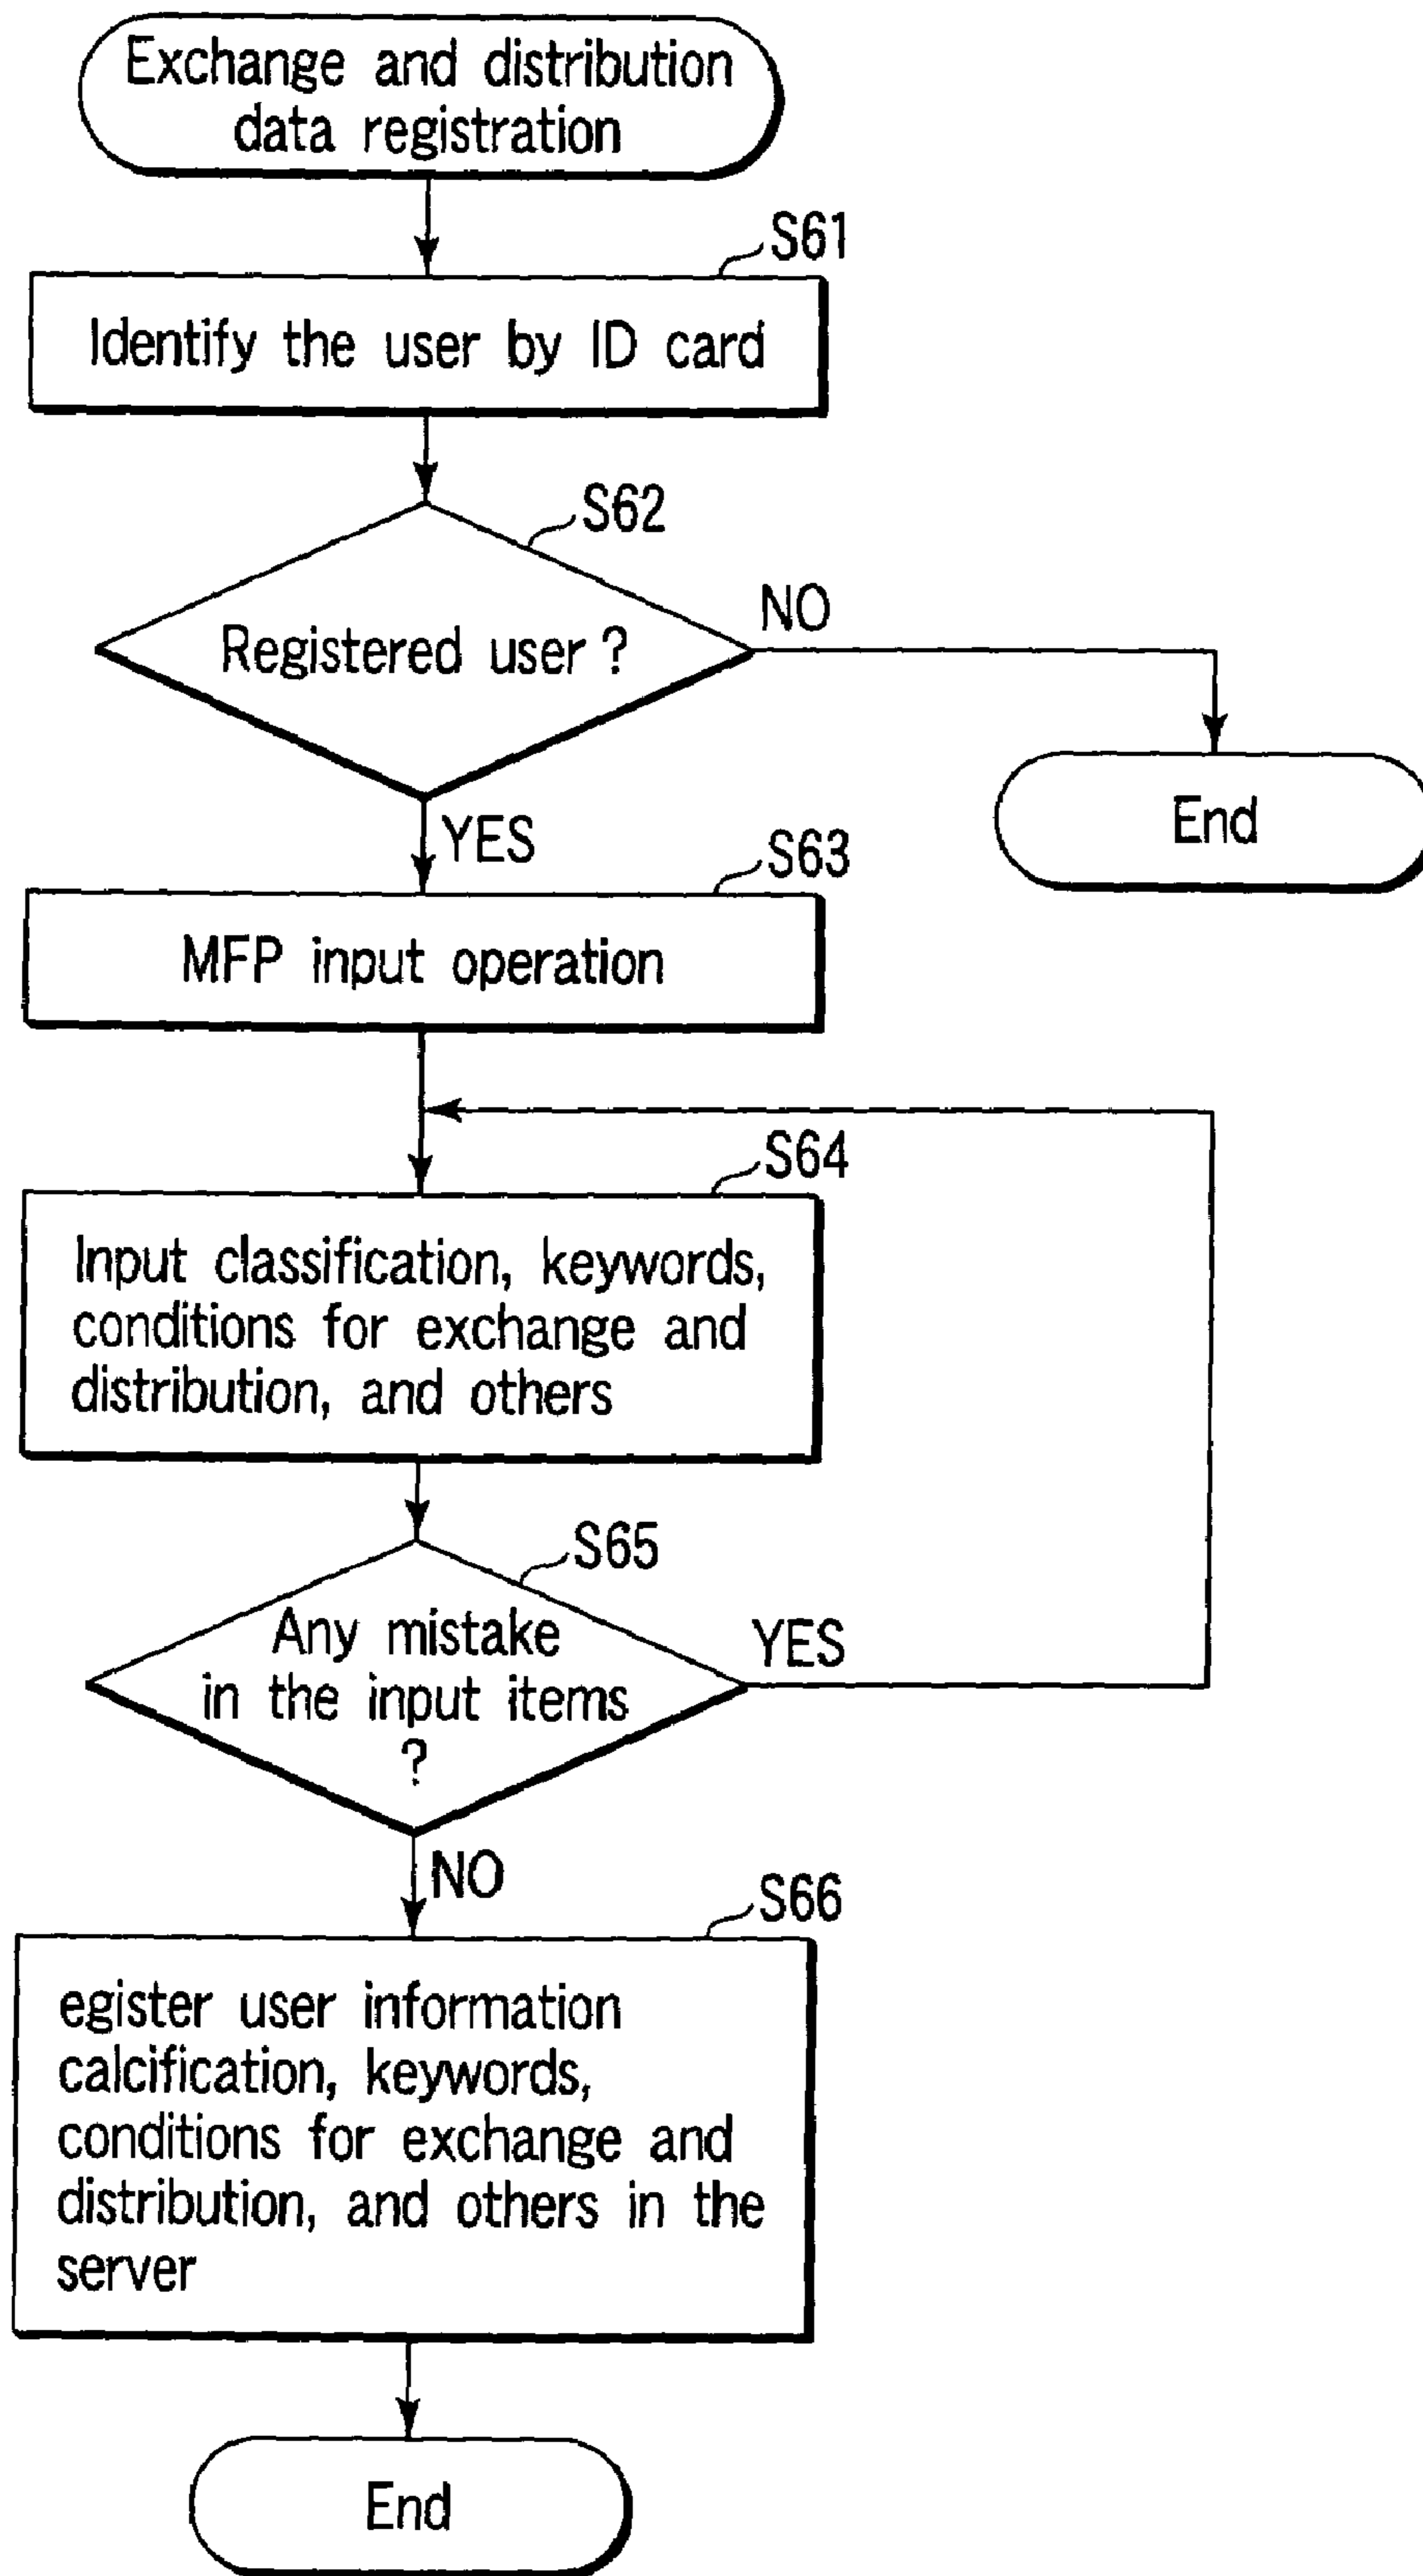 Exchange and distribution
data registration
S61
Identify the user by ID card
S62
Registered user ?
NO
End
YES
S63
MFP input operation
S64
Input classification, keywords,
conditions for exchange and
distribution, and others
S65
Any mistake
in the input items
?
YES
NO
S66
egister user information
calcification, keywords,
conditions for exchange and
distribution, and others in the
server
End